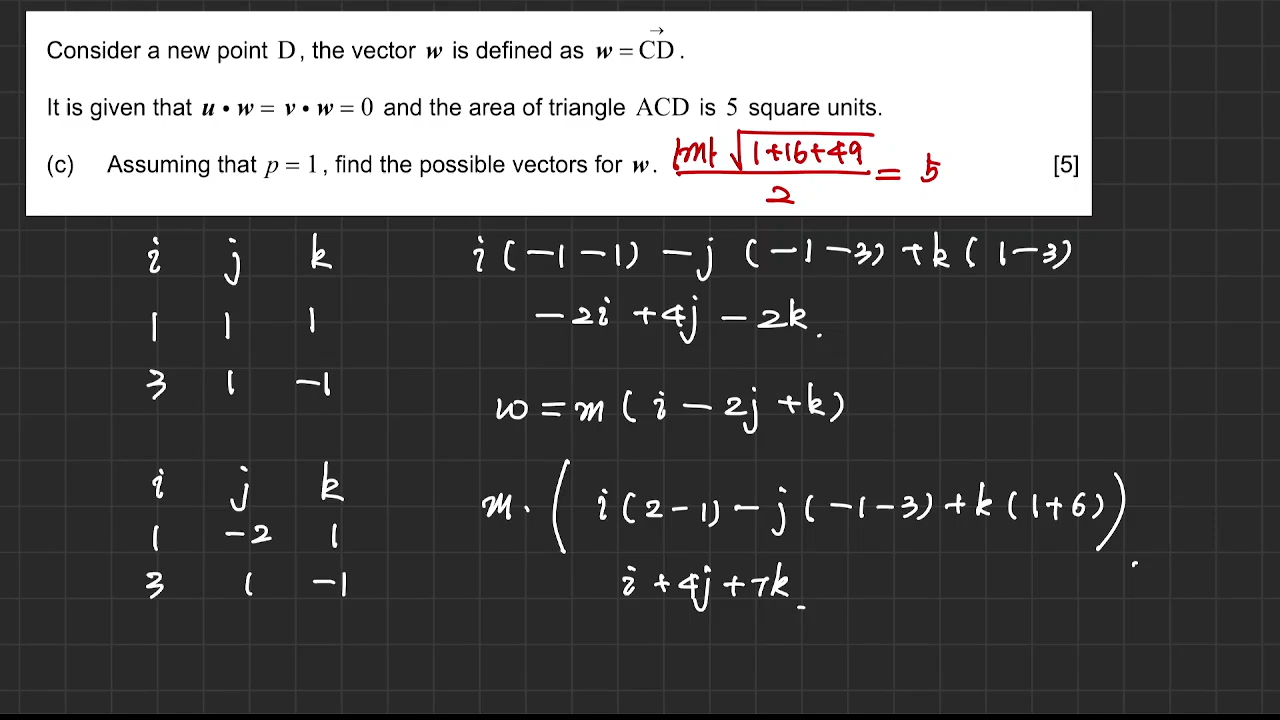 Consider a new point D, the vector w is defined as w = →CD.
It is given that u • w = v • w = 0 and the area of triangle ACD is 5 square units.
(c) Assuming that p = 1, find the possible vectors for w. [5]
|m| √(1+16+49) / 2 = 5
i j k
1 1 1
3 1 -1
i(-1-1) - j(-1-3) + k(1-3)
-2i + 4j - 2k.
w = m(i - 2j + k)
i j k
1 -2 1
3 1 -1
m. ( i(2-1) - j(-1-3) + k(1+6) )
i + 4j + 7k